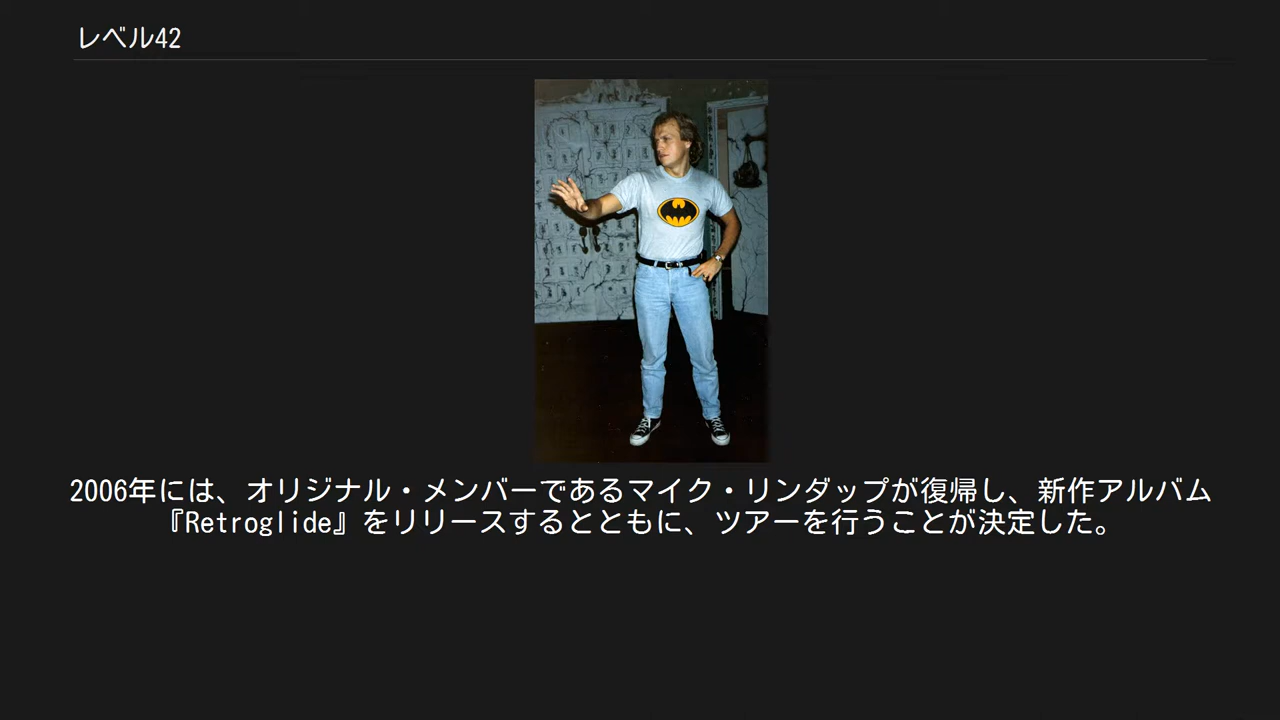 レベル42
2006年には、オリジナル・メンバーであるマイク・リンダップが復帰し、新作アルバム
『Retroglide』をリリースするとともに、ツアーを行うことが決定した。